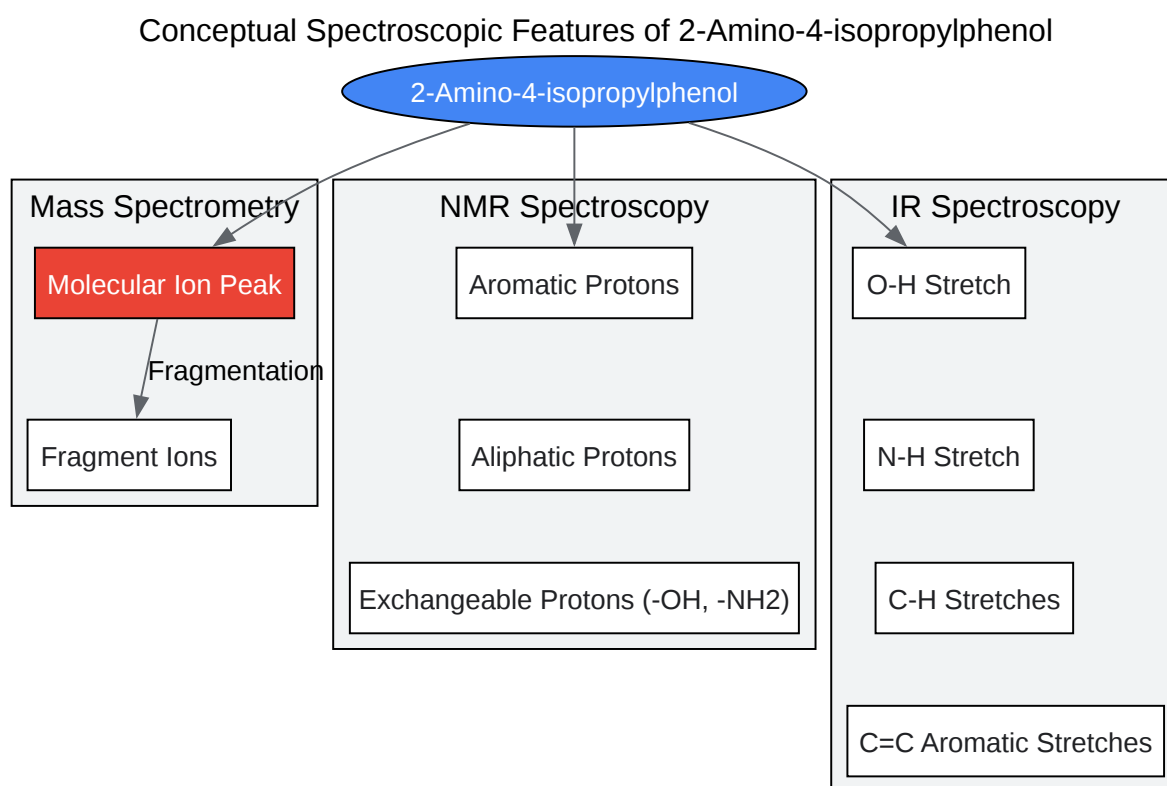 Conceptual Spectroscopic Features of 2-Amino-4-isopropylphenol
2-Amino-4-isopropylphenol
Mass Spectrometry
Molecular Ion Peak
Fragmentation
Fragment Ions
NMR Spectroscopy
Aromatic Protons
Aliphatic Protons
Exchangeable Protons (-OH, -NH2)
IR Spectroscopy
O-H Stretch
N-H Stretch
C-H Stretches
C=C Aromatic Stretches